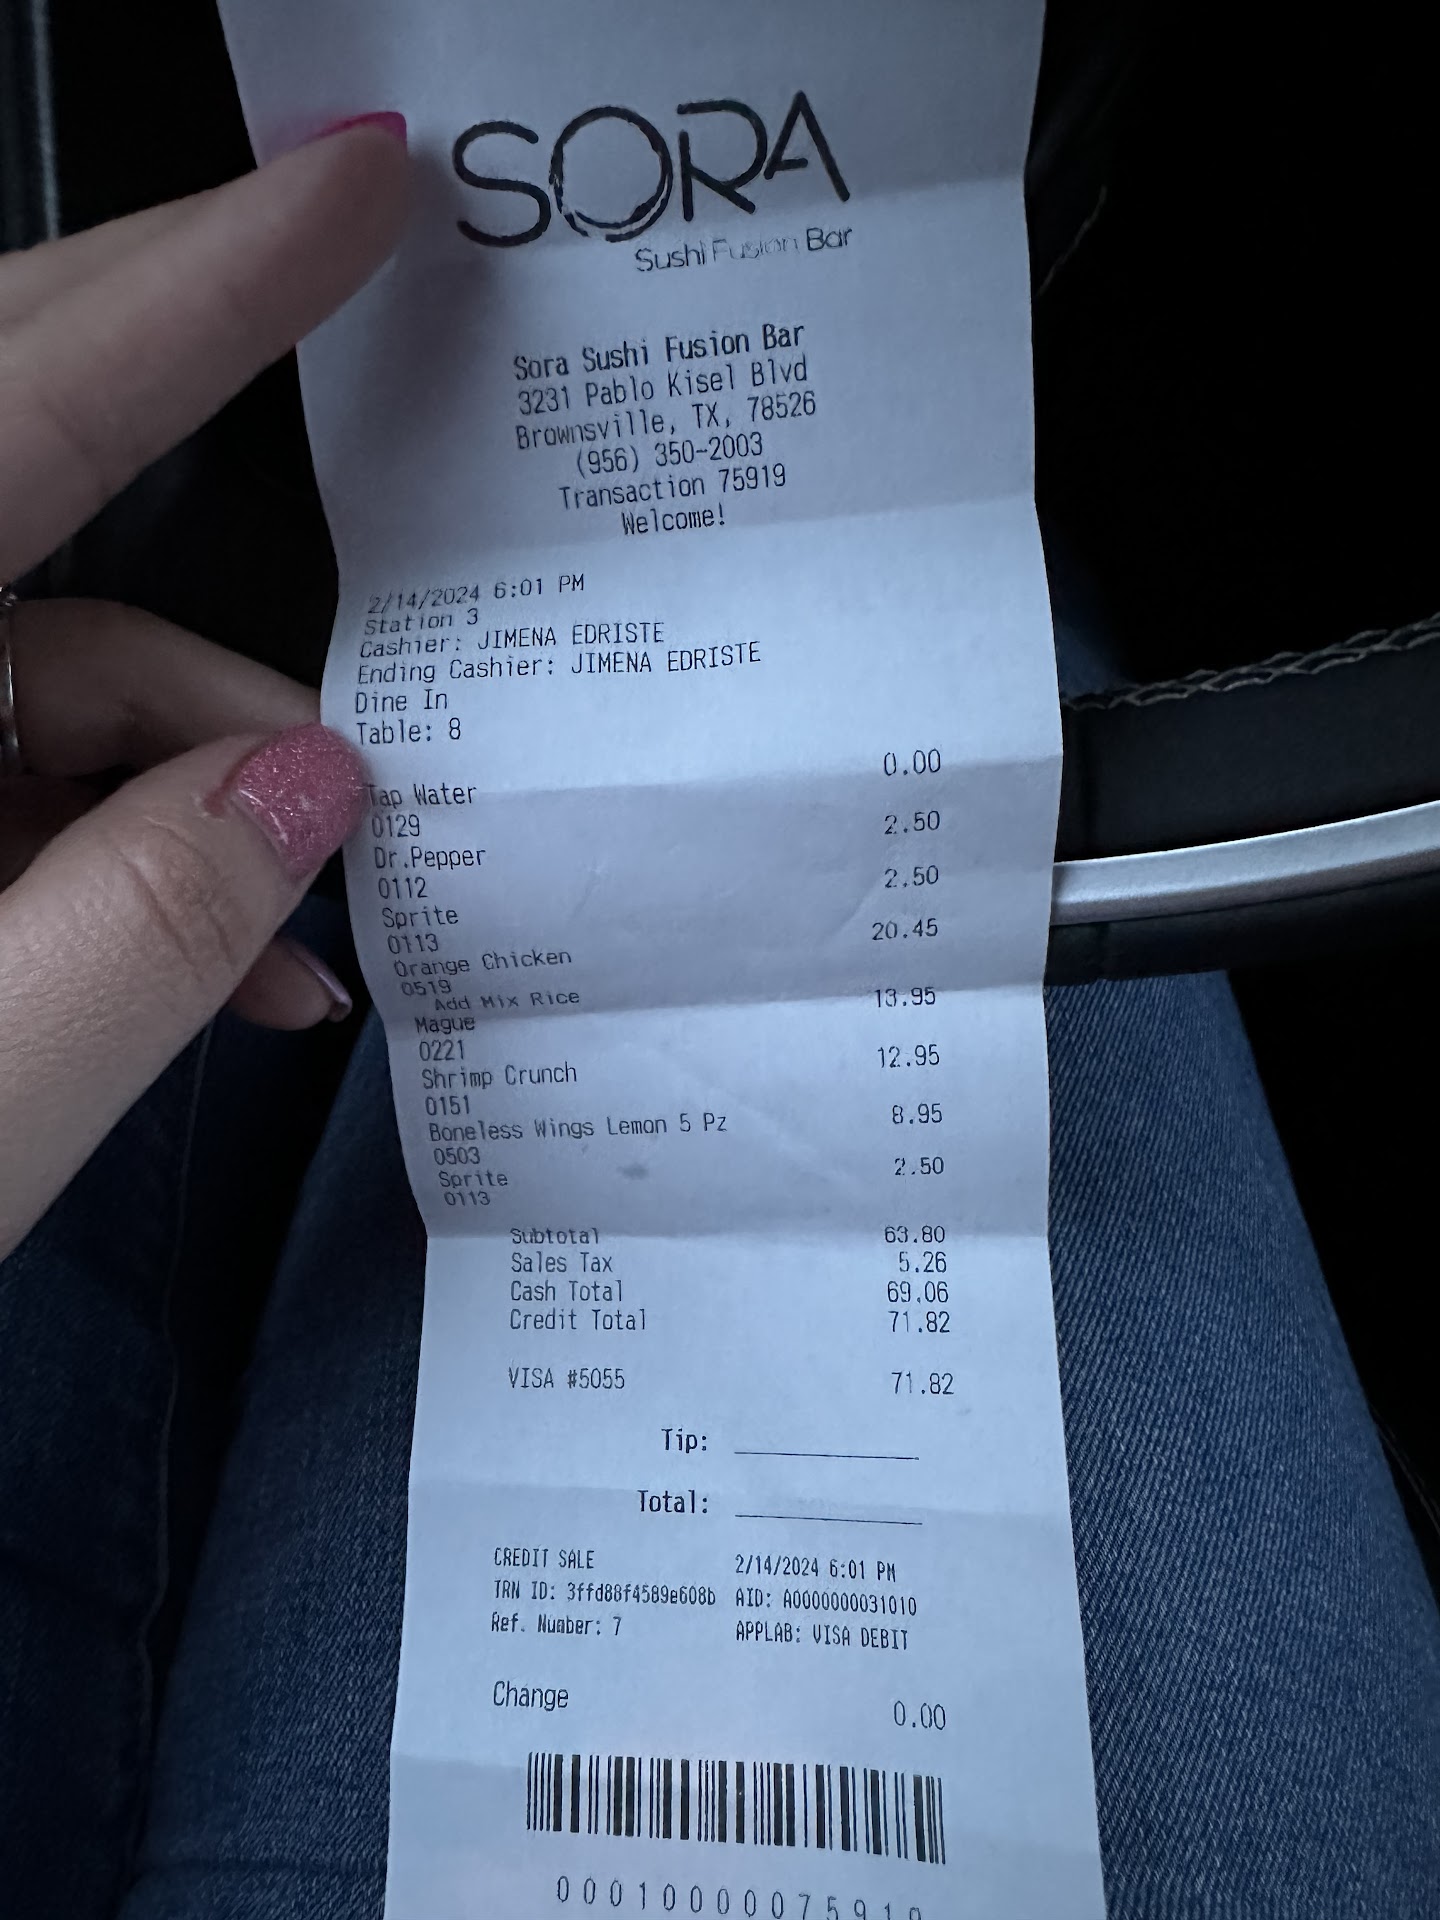 SORA
Sushi Fusion Bar
Sora Sushi Fusion Bar
3231 Pablo Kisel Blvd
Brownsville, TX, 78526
(956) 350-2003
Transaction 75919
Welcome!
2/14/2024 6:01 PM
Station 3
Cashier: JIMENA EDRISTE
Ending Cashier: JIMENA EDRISTE
Dine In
Table: 8
Tap Water 0.00
0129
Dr.Pepper 2.50
0112
Sprite 2.50
0113
Orange Chicken 20.45
0519
Add Mix Rice
Mague 13.95
0221
Shrimp Crunch 12.95
0151
Boneless Wings Lemon 5 Pz 8.95
0503
Sprite 2.50
0113
Subtotal 63.80
Sales Tax 5.26
Cash Total 69.06
Credit Total 71.82
VISA #5055 71.82
Tip:
Total:
CREDIT SALE 2/14/2024 6:01 PM
TRN ID: 3ffd88f4589e608b AID: A0000000031010
Ref. Number: 7 APPLAB: VISA DEBIT
Change 0.00
00010000075919